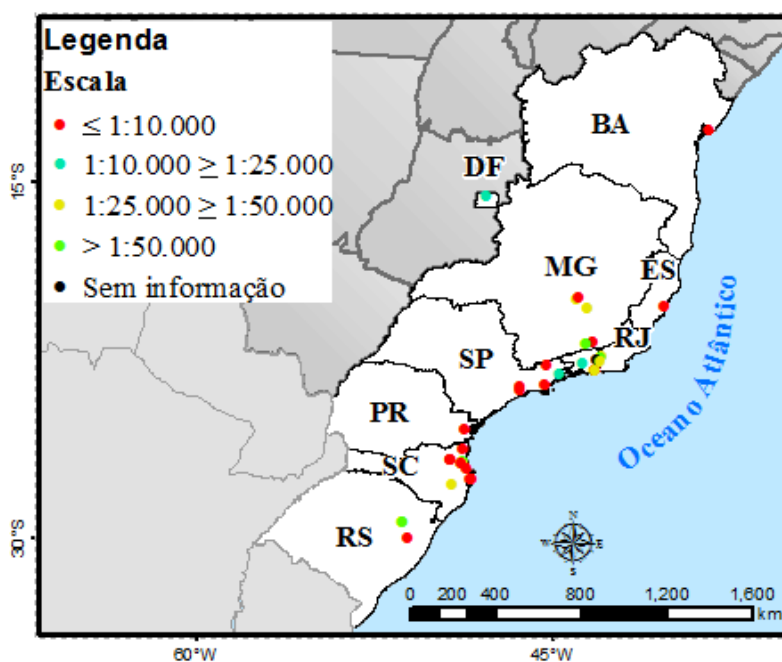 Legenda
Escala
≤ 1:10.000
1:10.000 ≥ 1:25.000
1:25.000 ≥ 1:50.000
> 1:50.000
Sem informação
BA
DF
MG
ES
RJ
SP
PR
SC
RS
Oceano Atlântico
15°S
30°S
N
W E
S
0 200 400 800 1,200 1,600
km
60°W 45°W